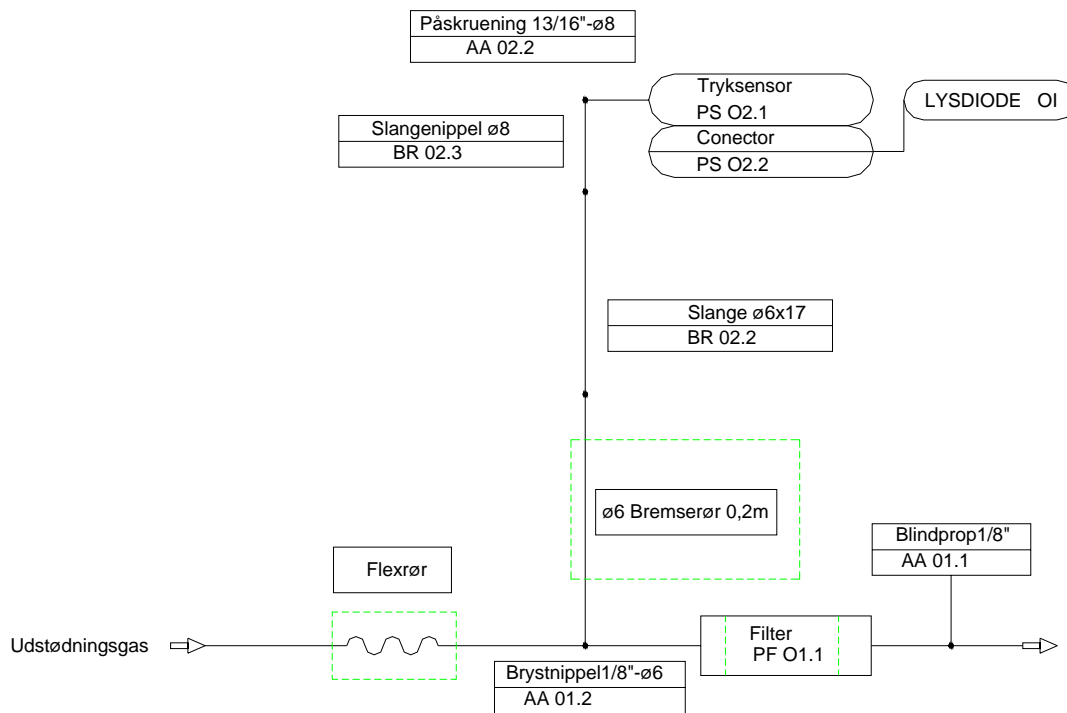 Påskruening 13/16"-ø8
AA 02.2
Tryksensor
PS O2.1
LYSDIODE OI
Slangenippel ø8
BR 02.3
Conector
PS O2.2
Slange ø6x17
BR 02.2
ø6 Bremserør 0,2m
Blindprop1/8"
AA 01.1
Flexrør
Udstødningsgas
Filter
PF O1.1
Brystnippel1/8"-ø6
AA 01.2